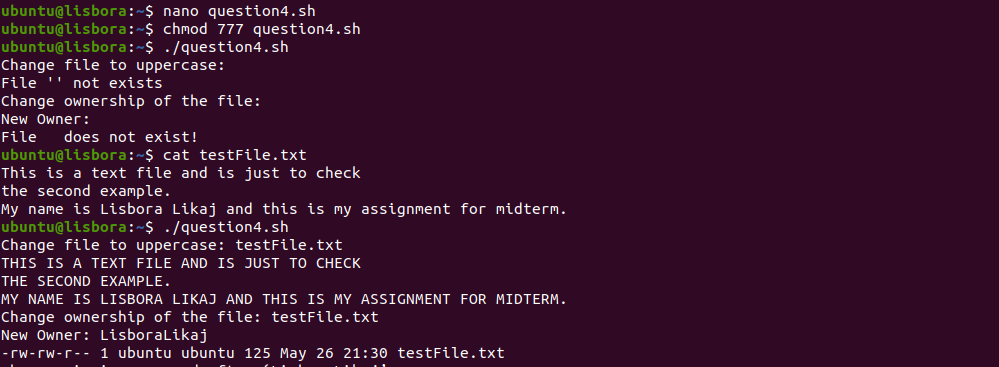 ubuntu@lisbora:~$ nano question4.sh
ubuntu@lisbora:~$ chmod 777 question4.sh
ubuntu@lisbora:~$ ./question4.sh
Change file to uppercase:
File '' not exists
Change ownership of the file:
New Owner:
File   does not exist!
ubuntu@lisbora:~$ cat testFile.txt
This is a text file and is just to check
the second example.
My name is Lisbora Likaj and this is my assignment for midterm.
ubuntu@lisbora:~$ ./question4.sh
Change file to uppercase: testFile.txt
THIS IS A TEXT FILE AND IS JUST TO CHECK
THE SECOND EXAMPLE.
MY NAME IS LISBORA LIKAJ AND THIS IS MY ASSIGNMENT FOR MIDTERM.
Change ownership of the file: testFile.txt
New Owner: LisboraLikaj
-rw-rw-r-- 1 ubuntu ubuntu 125 May 26 21:30 testFile.txt